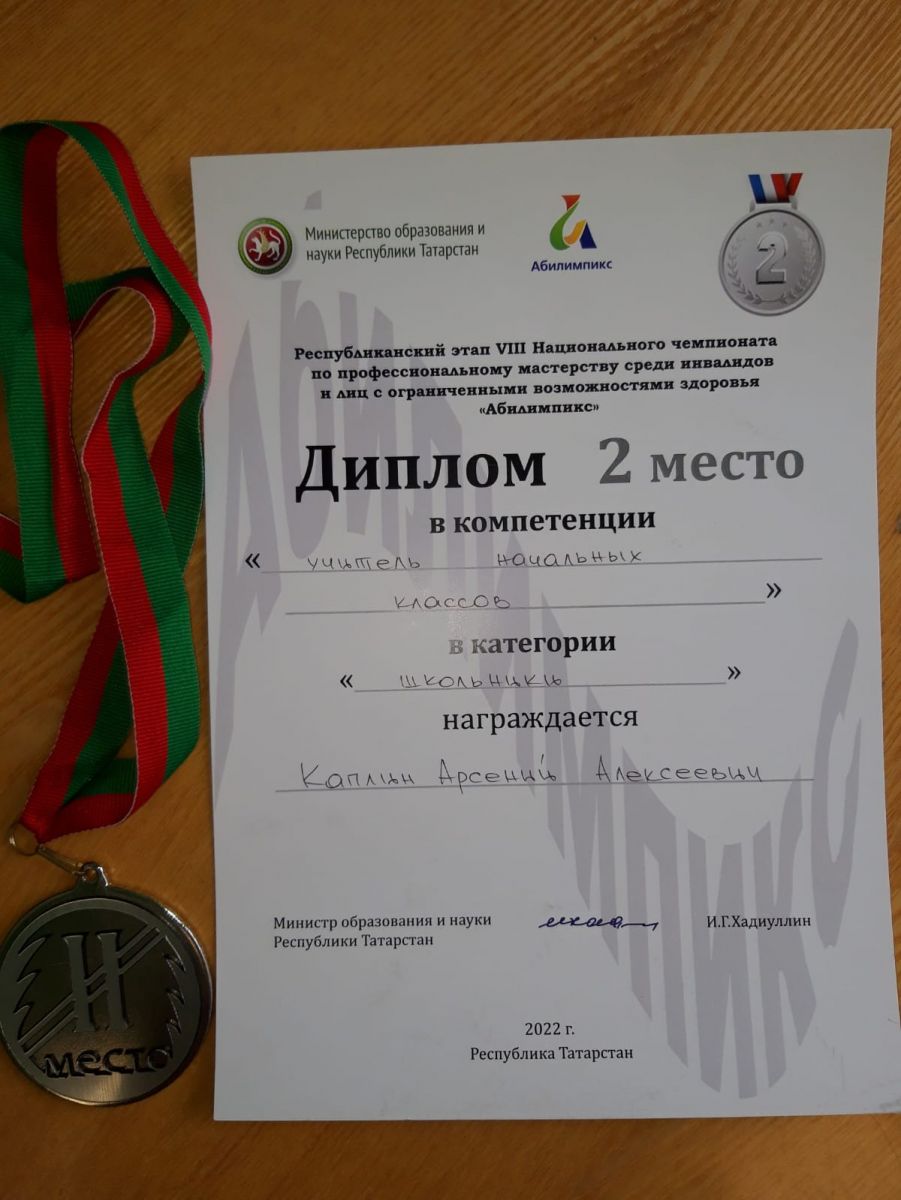 Министерство образования и
науки Республики Татарстан
Абилимпикс
2
Республиканский этап VIII Национального чемпионата
по профессиональному мастерству среди инвалидов
и лиц с ограниченными возможностями здоровья
«Абилимпикс»
Диплом 2 место
в компетенции
« учитель начальных
классов »
в категории
« школьники »
награждается
Каплин Арсений Алексеевич
Министр образования и науки
Республики Татарстан
И.Г.Хадиуллин
2022 г.
Республика Татарстан
Абилимпикс
II
место